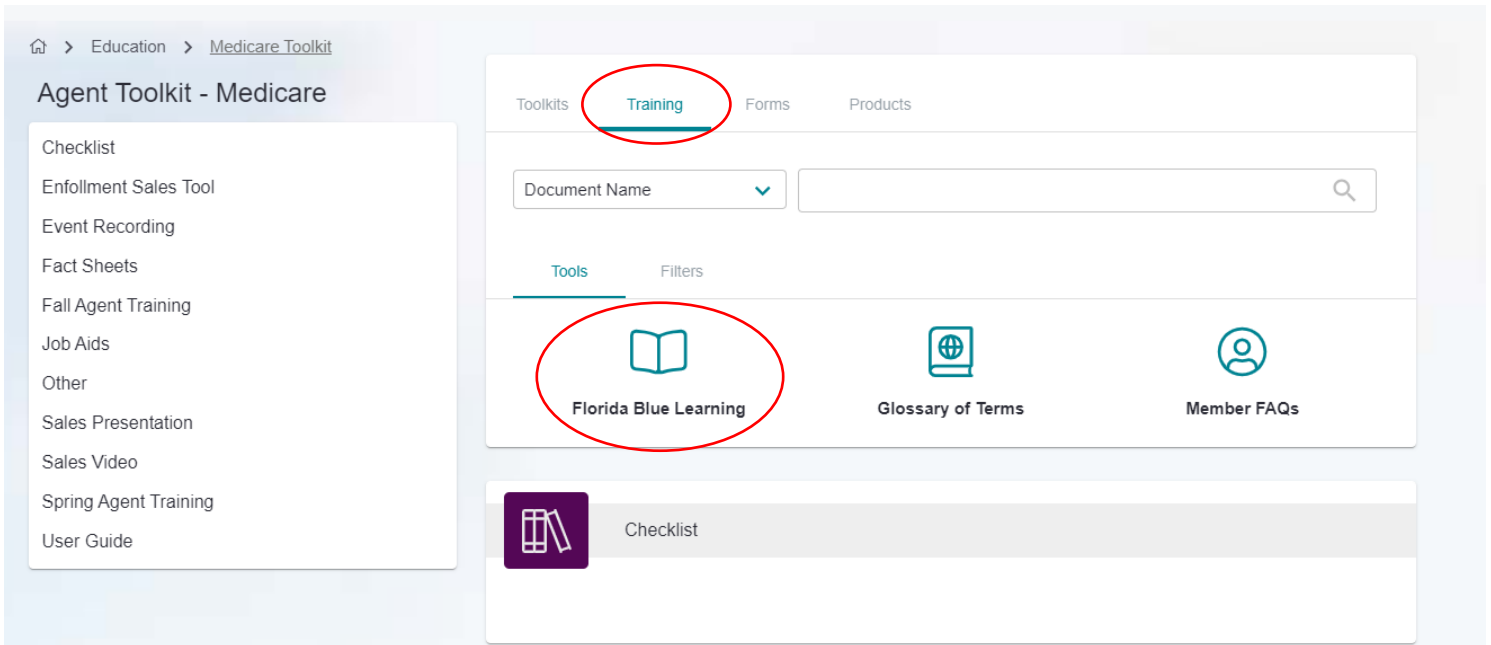 Education > Medicare Toolkit
Agent Toolkit - Medicare
Checklist
Enfollment Sales Tool
Event Recording
Fact Sheets
Fall Agent Training
Job Aids
Other
Sales Presentation
Sales Video
Spring Agent Training
User Guide
Toolkits Training Forms Products
Document Name
Tools Filters
Florida Blue Learning Glossary of Terms Member FAQs
Checklist